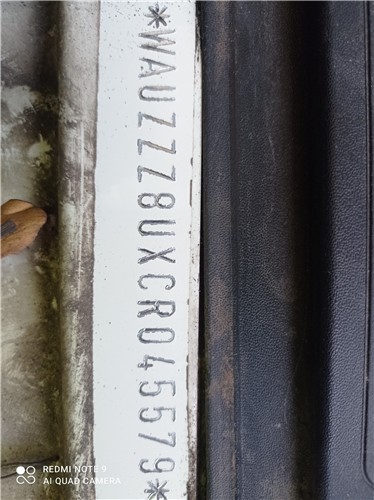 *WAUZZZ8UXCR045579*
REDMI NOTE 9
AI QUAD CAMERA